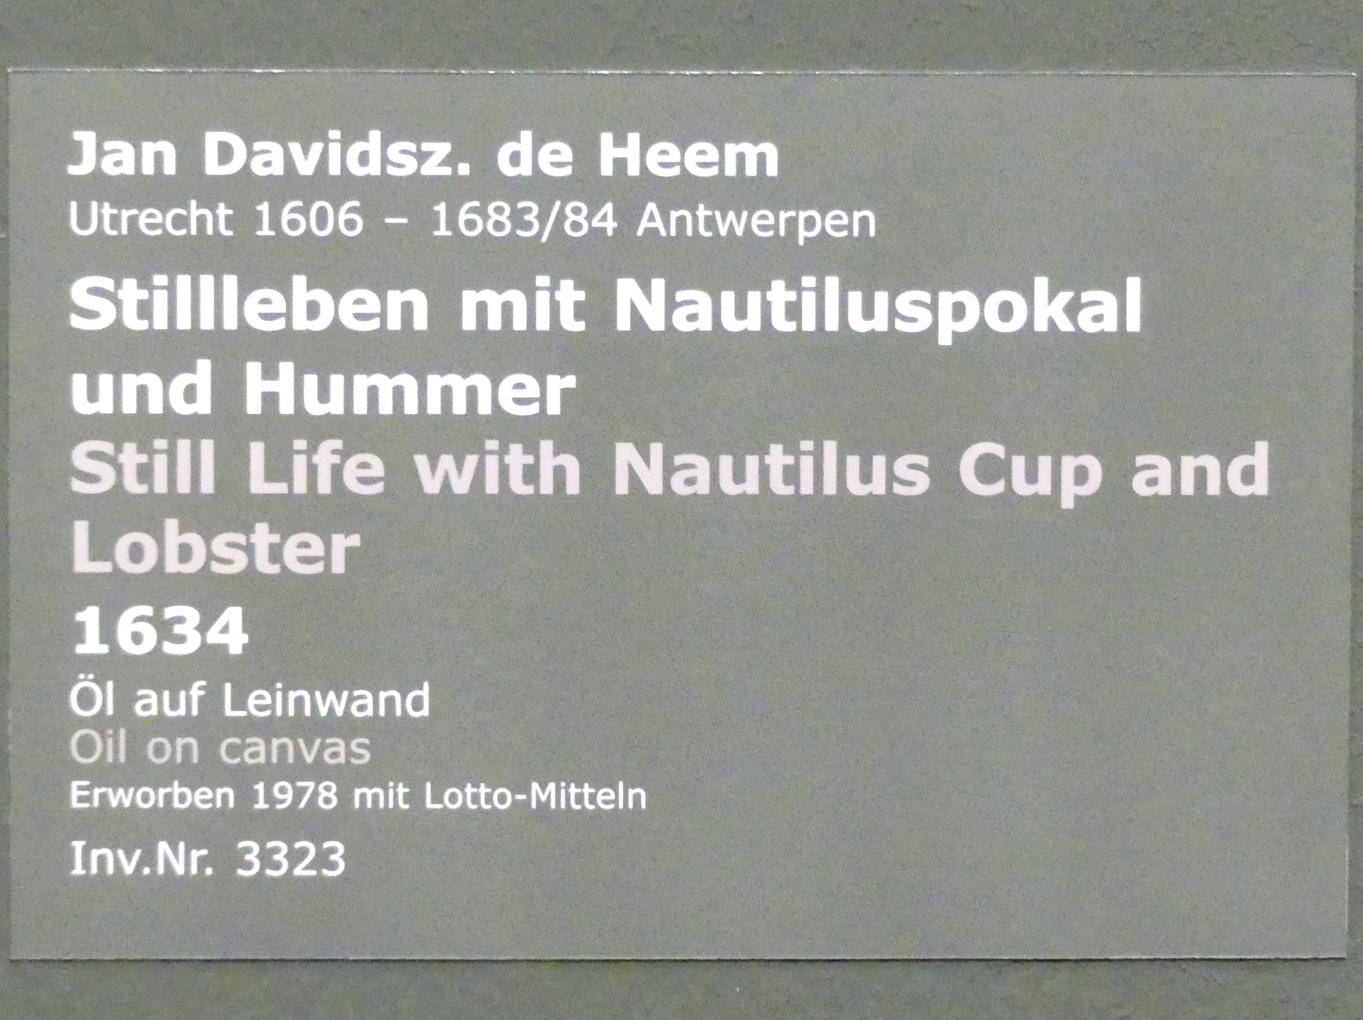 Jan Davidsz. de Heem
Utrecht 1606 – 1683/84 Antwerpen
Stillleben mit Nautiluspokal
und Hummer
Still Life with Nautilus Cup and
Lobster
1634
Öl auf Leinwand
Oil on canvas
Erworben 1978 mit Lotto-Mitteln
Inv.Nr. 3323